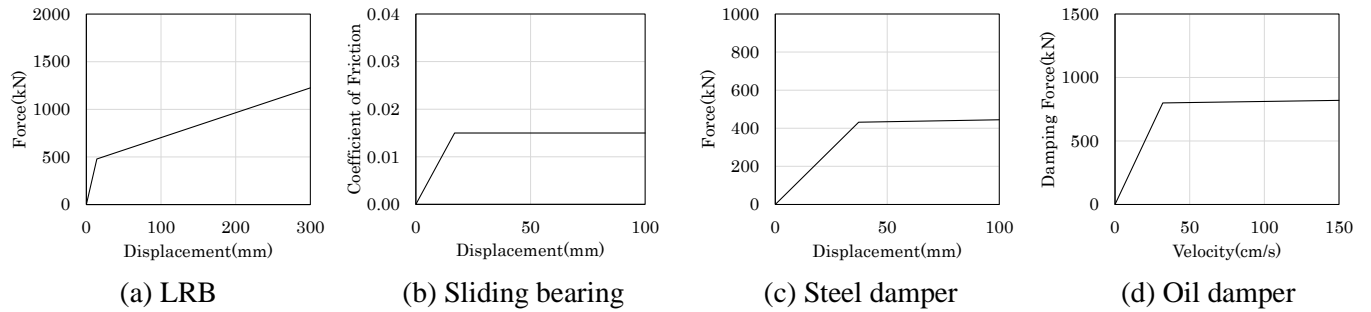 2000
1500
1000
500
0
0 100 200 300
Force(kN)
Displacement(mm)
(a) LRB
0.04
0.03
0.02
0.01
0.00
0 50 100
Coefficient of Friction
Displacement(mm)
(b) Sliding bearing
1000
800
600
400
200
0
0 50 100
Force(kN)
Displacement(mm)
(c) Steel damper
1500
1000
500
0
0 50 100 150
Damping Force(kN)
Velocity(cm/s)
(d) Oil damper